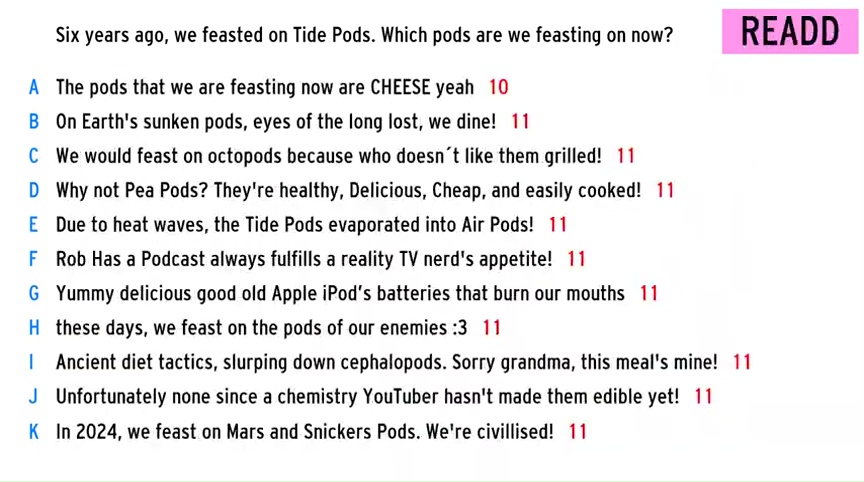 Six years ago, we feasted on Tide Pods. Which pods are we feasting on now?
READD
A The pods that we are feasting now are CHEESE yeah 10
B On Earth's sunken pods, eyes of the long lost, we dine! 11
C We would feast on octopods because who doesn´t like them grilled! 11
D Why not Pea Pods? They're healthy, Delicious, Cheap, and easily cooked! 11
E Due to heat waves, the Tide Pods evaporated into Air Pods! 11
F Rob Has a Podcast always fulfills a reality TV nerd's appetite! 11
G Yummy delicious good old Apple iPod’s batteries that burn our mouths 11
H these days, we feast on the pods of our enemies :3 11
I Ancient diet tactics, slurping down cephalopods. Sorry grandma, this meal's mine! 11
J Unfortunately none since a chemistry YouTuber hasn't made them edible yet! 11
K In 2024, we feast on Mars and Snickers Pods. We're civillised! 11